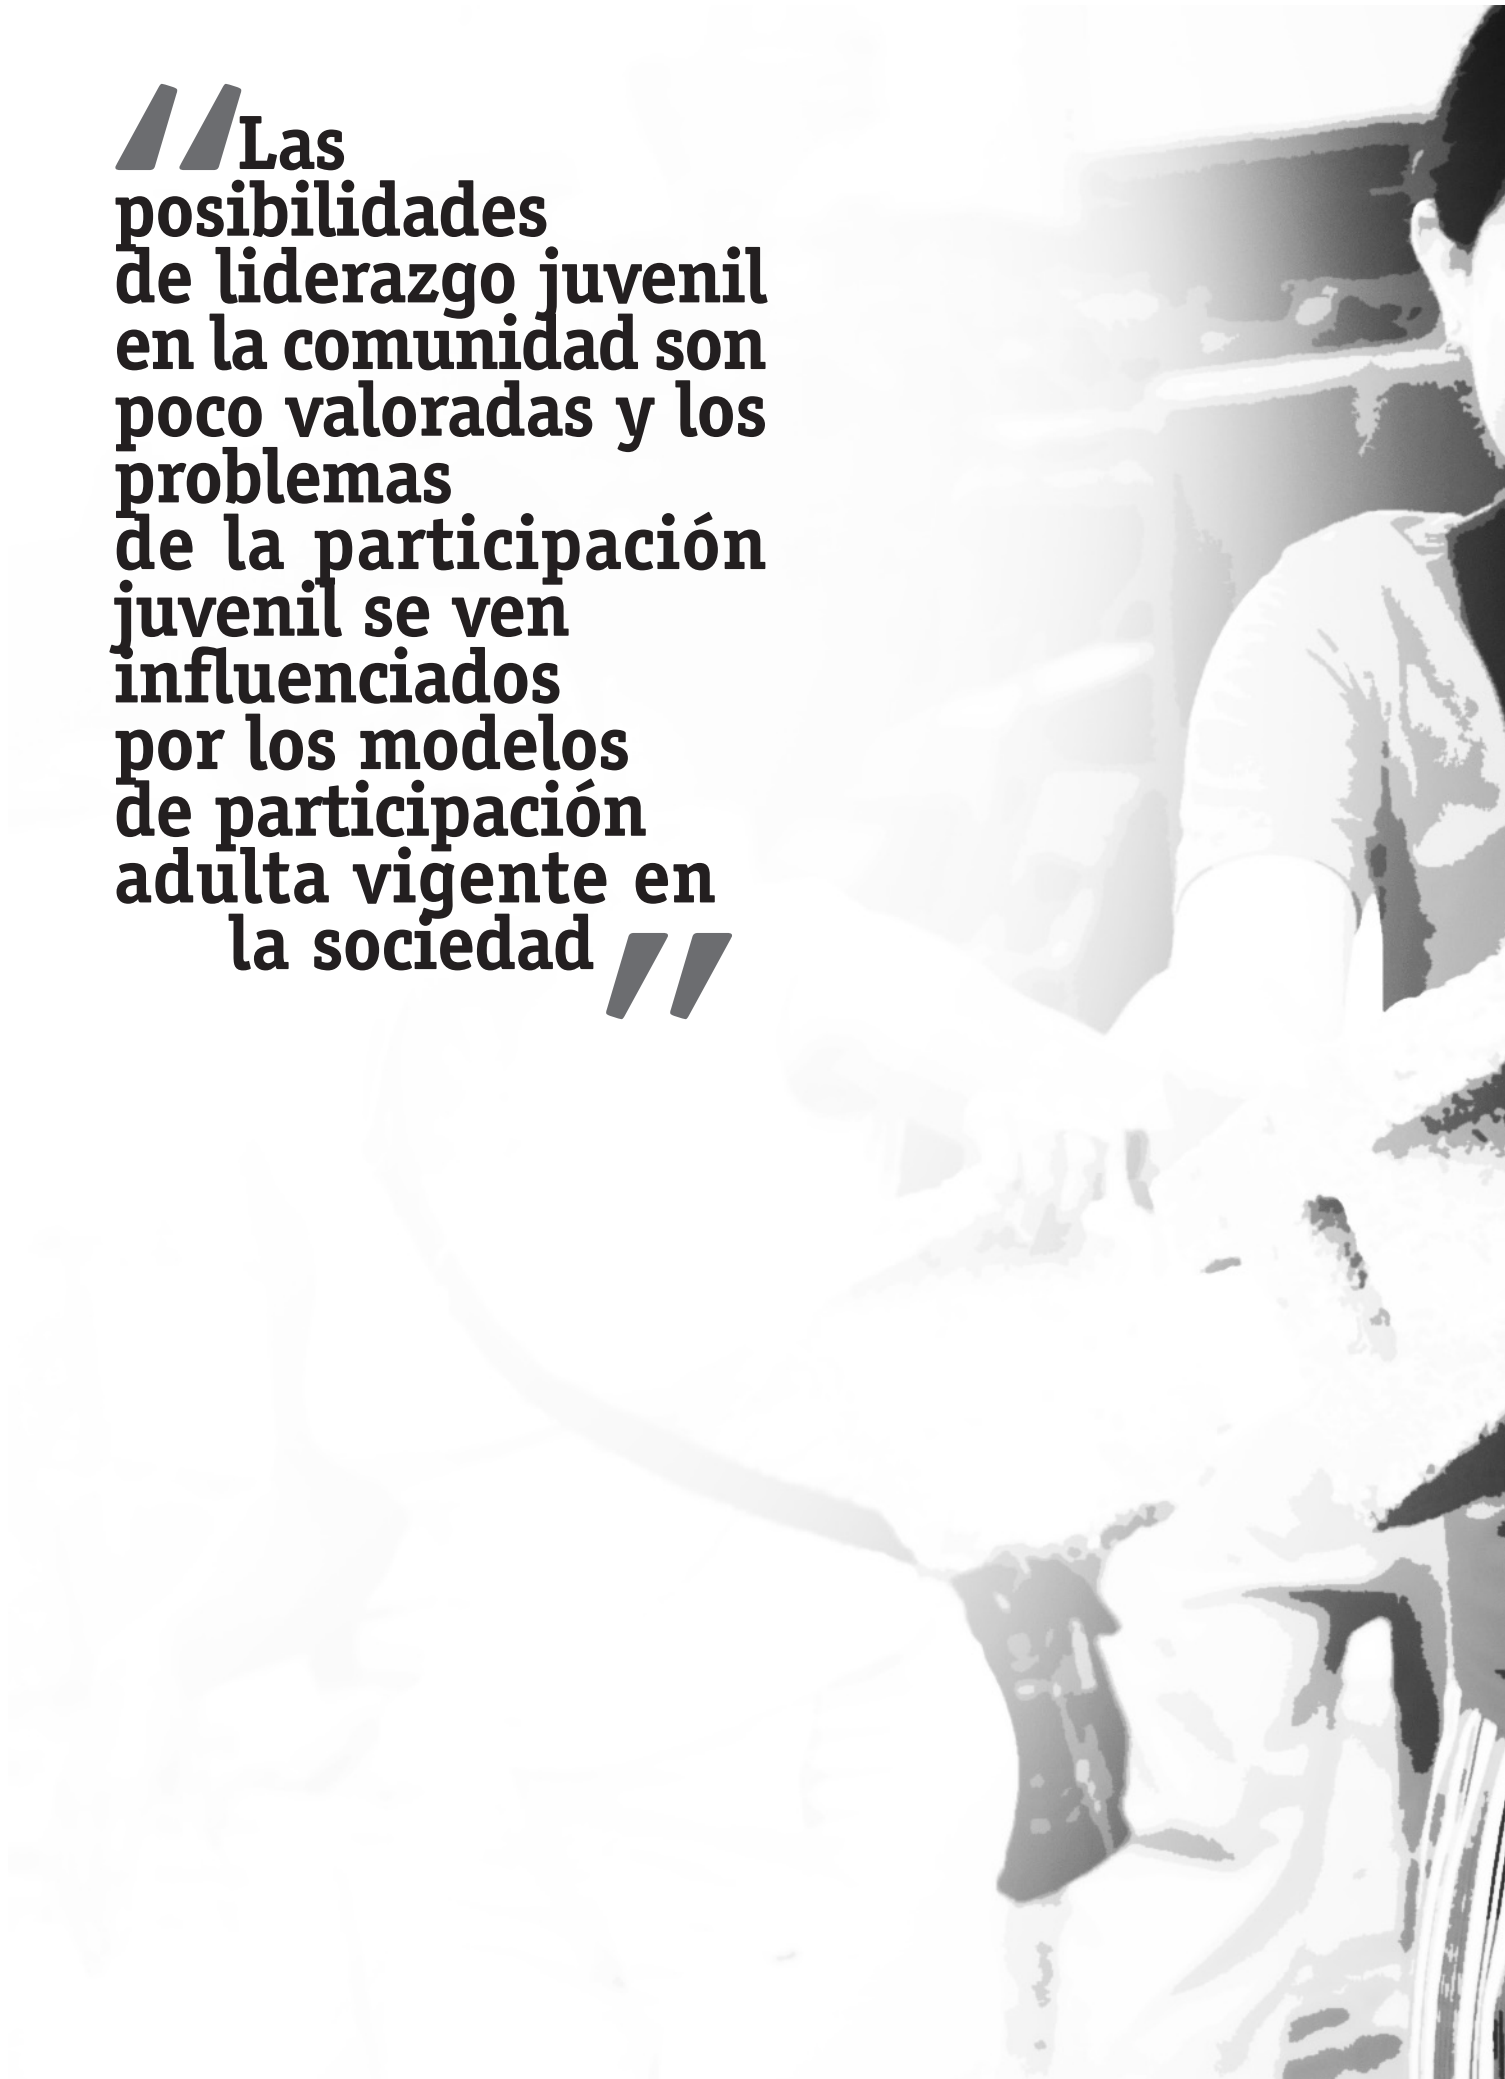 “Las
posibilidades
de liderazgo juvenil
en la comunidad son
poco valoradas y los
problemas
de la participación
juvenil se ven
influenciados
por los modelos
de participación
adulta vigente en
la sociedad”